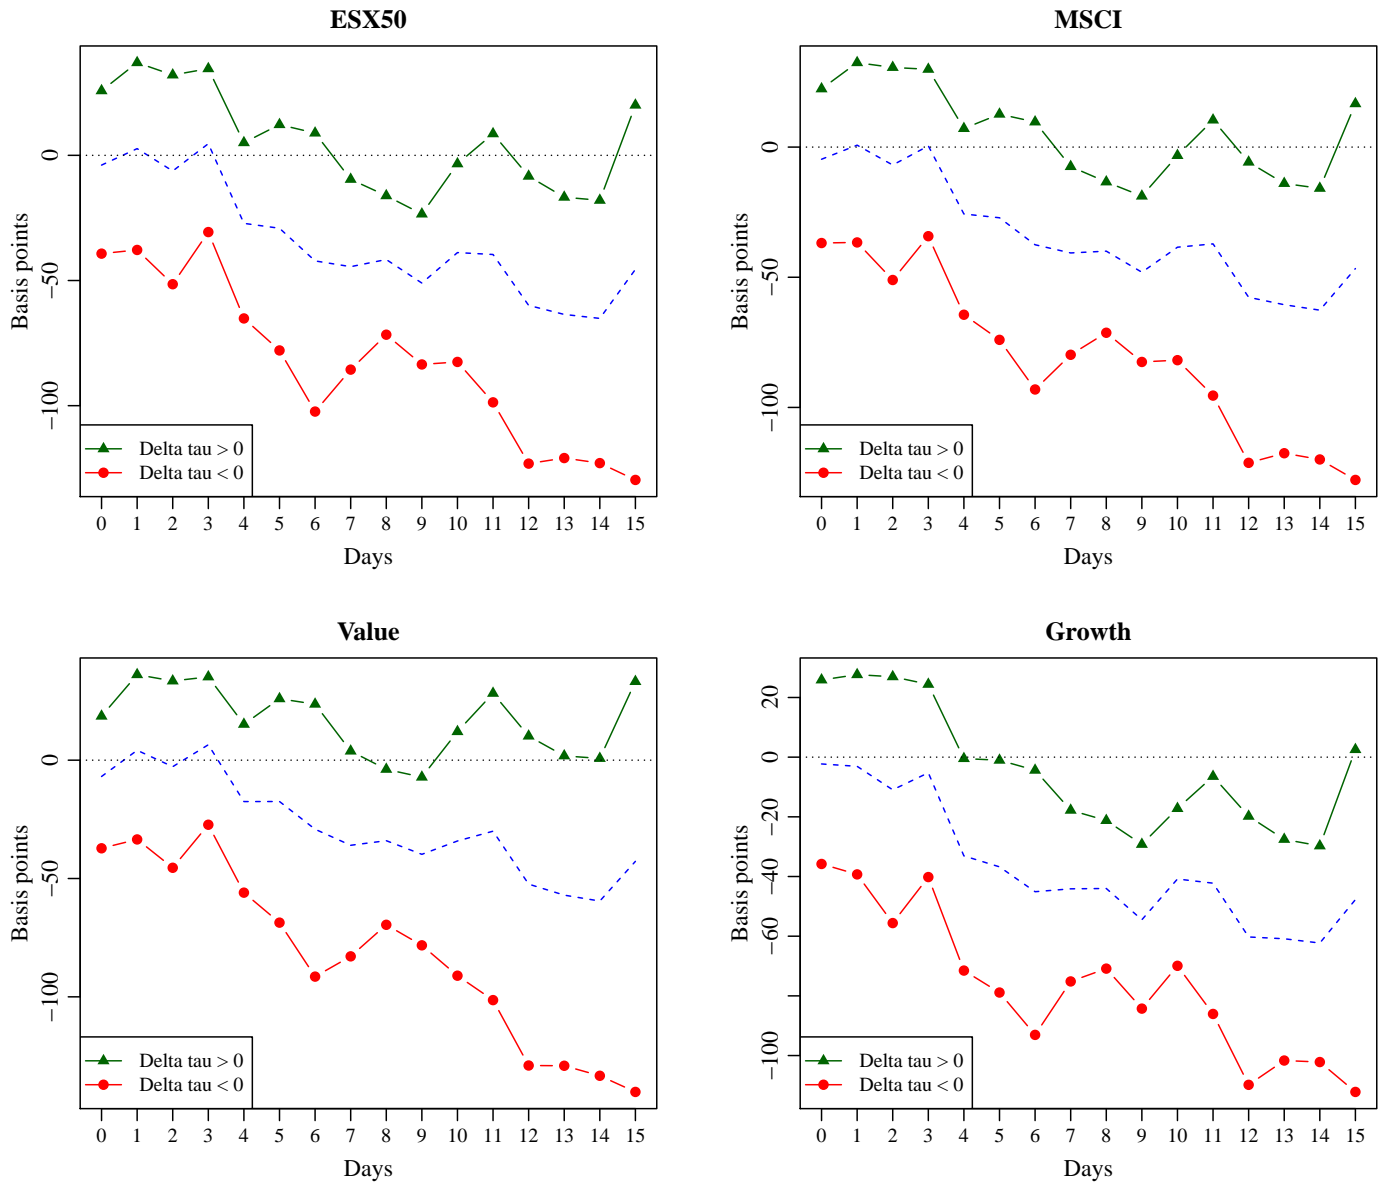 ESX50
Basis points
0
−50
−100
Delta tau > 0
Delta tau < 0
0 1 2 3 4 5 6 7 8 9 10 11 12 13 14 15
Days
MSCI
Basis points
0
−50
−100
Delta tau > 0
Delta tau < 0
0 1 2 3 4 5 6 7 8 9 10 11 12 13 14 15
Days
Value
Basis points
0
−50
−100
Delta tau > 0
Delta tau < 0
0 1 2 3 4 5 6 7 8 9 10 11 12 13 14 15
Days
Growth
Basis points
20
0
−20
−40
−60
−100
Delta tau > 0
Delta tau < 0
0 1 2 3 4 5 6 7 8 9 10 11 12 13 14 15
Days